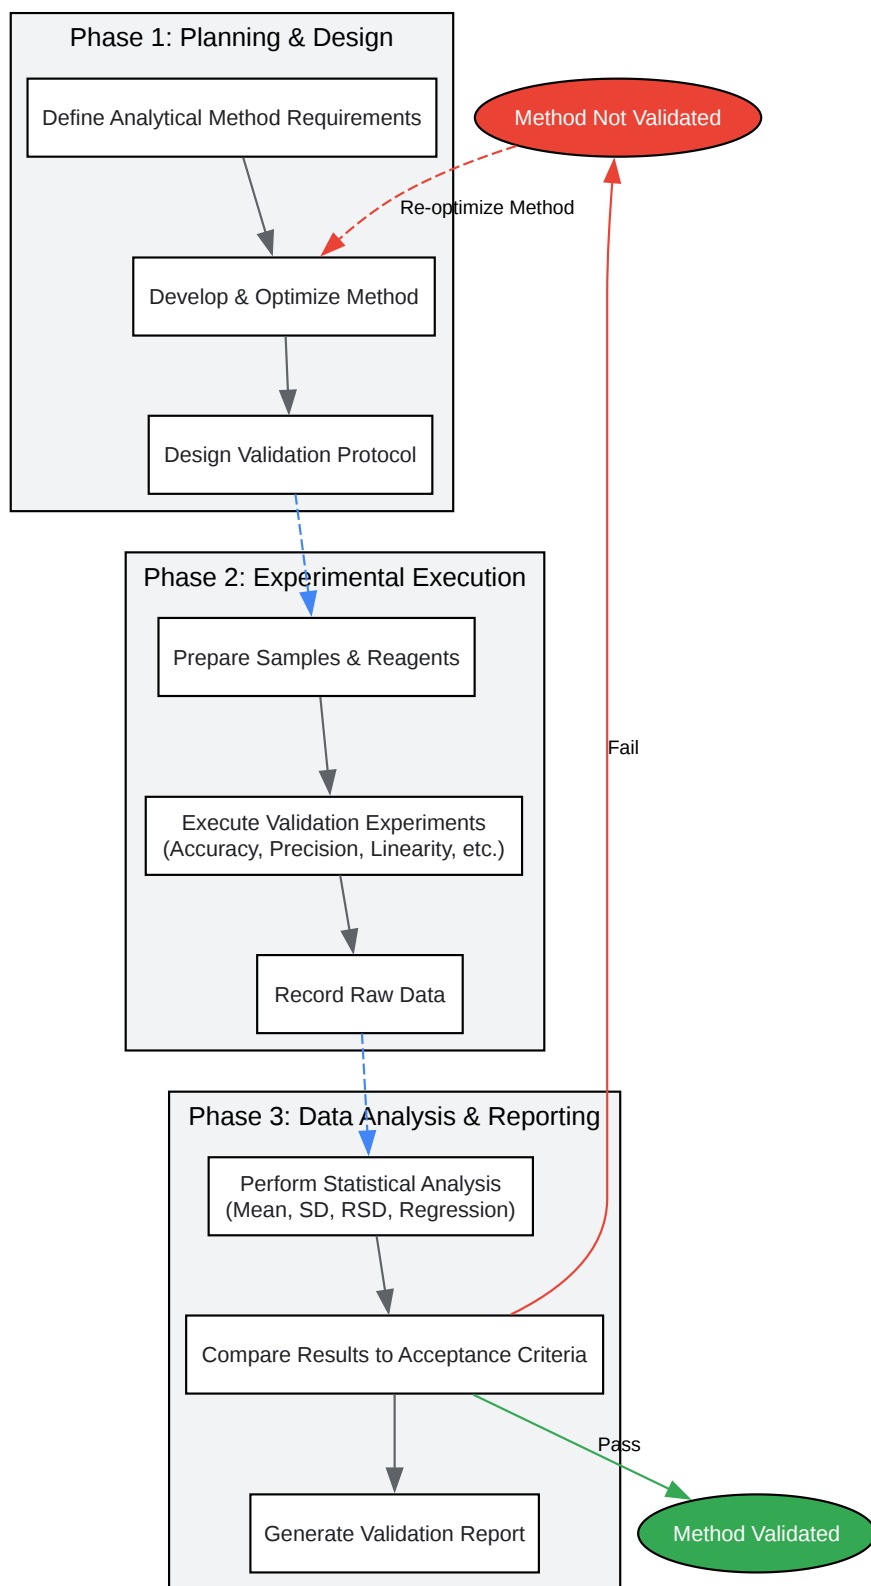 Phase 1: Planning & Design
Define Analytical Method Requirements
Method Not Validated
Re-optimize Method
Develop & Optimize Method
Design Validation Protocol
Phase 2: Experimental Execution
Prepare Samples & Reagents
Fail
Execute Validation Experiments
(Accuracy, Precision, Linearity, etc.)
Record Raw Data
Phase 3: Data Analysis & Reporting
Perform Statistical Analysis
(Mean, SD, RSD, Regression)
Compare Results to Acceptance Criteria
Pass
Generate Validation Report
Method Validated